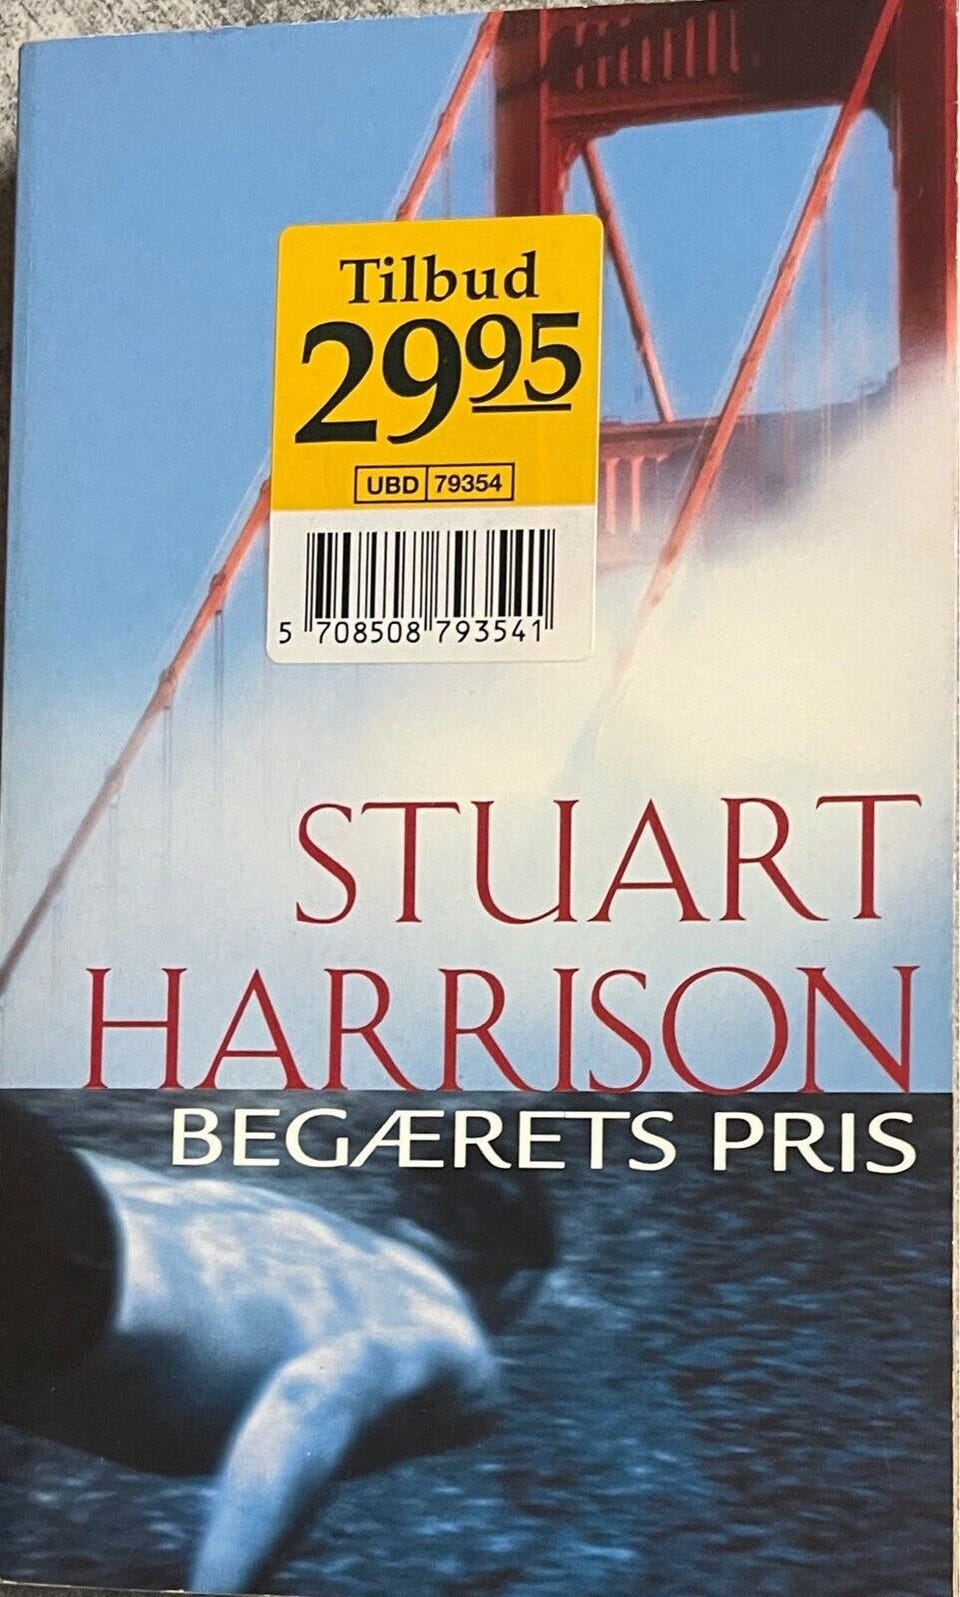 Tilbud
2995
UBD 79354
5 708508 793541
STUART
HARRISON
BEGÆRETS PRIS